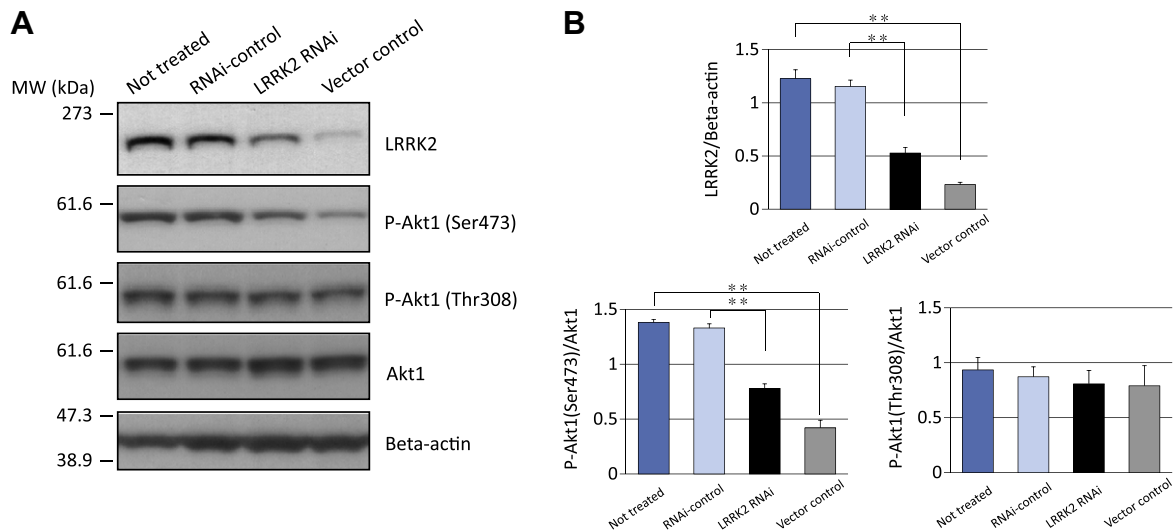 A
MW (kDa)
Not treated
RNAi-control
LRRK2 RNAi
Vector control
273
LRRK2
61.6
P-Akt1 (Ser473)
61.6
P-Akt1 (Thr308)
61.6
Akt1
47.3
Beta-actin
38.9
B
**
**
LRRK2/Beta-actin
1.5
1
0.5
0
Not treated
RNAi-control
LRRK2 RNAi
Vector control
**
**
P-Akt1(Ser473)/Akt1
1.5
1
0.5
0
Not treated
RNAi-control
LRRK2 RNAi
Vector control
P-Akt1(Thr308)/Akt1
1.5
1
0.5
0
Not treated
RNAi-control
LRRK2 RNAi
Vector control